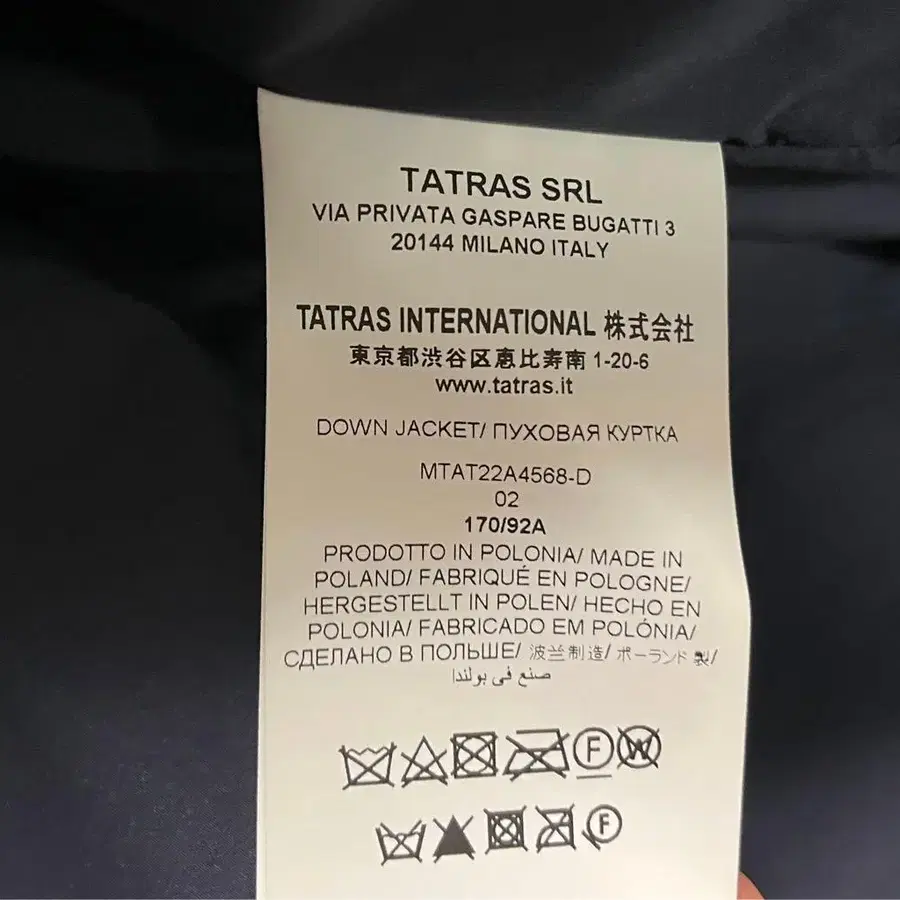 TATRAS SRL
VIA PRIVATA GASPARE BUGATTI 3
20144 MILANO ITALY
TATRAS INTERNATIONAL 株式会社
東京都渋谷区恵比寿南 1-20-6
www.tatras.it
DOWN JACKET/ ПУХОВАЯ КУРТКА
MTAT22A4568-D
02
170/92A
PRODOTTO IN POLONIA/ MADE IN
POLAND/ FABRIQUÉ EN POLOGNE/
HERGESTELLT IN POLEN/ HECHO EN
POLONIA/ FABRICADO EM POLÓNIA/
СДЕЛАНО В ПОЛЬШЕ/ 波兰制造/ ポーランド 製/
صنع في بولندا
F W
F